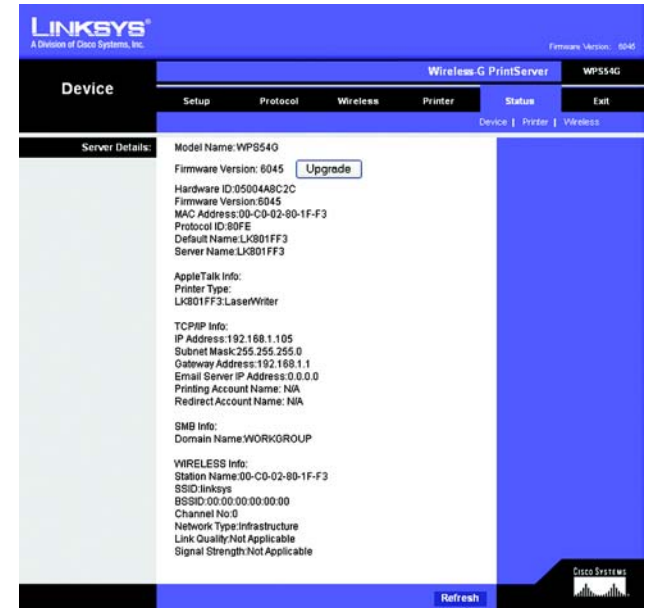 LINKSYS®
A Division of Cisco Systems, Inc.
Firmware Version: 6045
Wireless-G PrintServer WPS54G
Device
Setup Protocol Wireless Printer Status Exit
Device | Printer | Wireless
Server Details:
Model Name:WPS54G
Firmware Version: 6045 Upgrade
Hardware ID:05004A8C2C
Firmware Version:6045
MAC Address:00-C0-02-80-1F-F3
Protocol ID:80FE
Default Name:LK801FF3
Server Name:LK801FF3
AppleTalk Info:
Printer Type:
LK801FF3:LaserWriter
TCP/IP Info:
IP Address:192.168.1.105
Subnet Mask:255.255.255.0
Gateway Address:192.168.1.1
Email Server IP Address:0.0.0.0
Printing Account Name: N/A
Redirect Account Name: N/A
SMB Info:
Domain Name:WORKGROUP
WIRELESS Info:
Station Name:00-C0-02-80-1F-F3
SSID:linksys
BSSID:00:00:00:00:00:00
Channel No:0
Network Type:Infrastructure
Link Quality:Not Applicable
Signal Strength:Not Applicable
Refresh
CISCO SYSTEMS